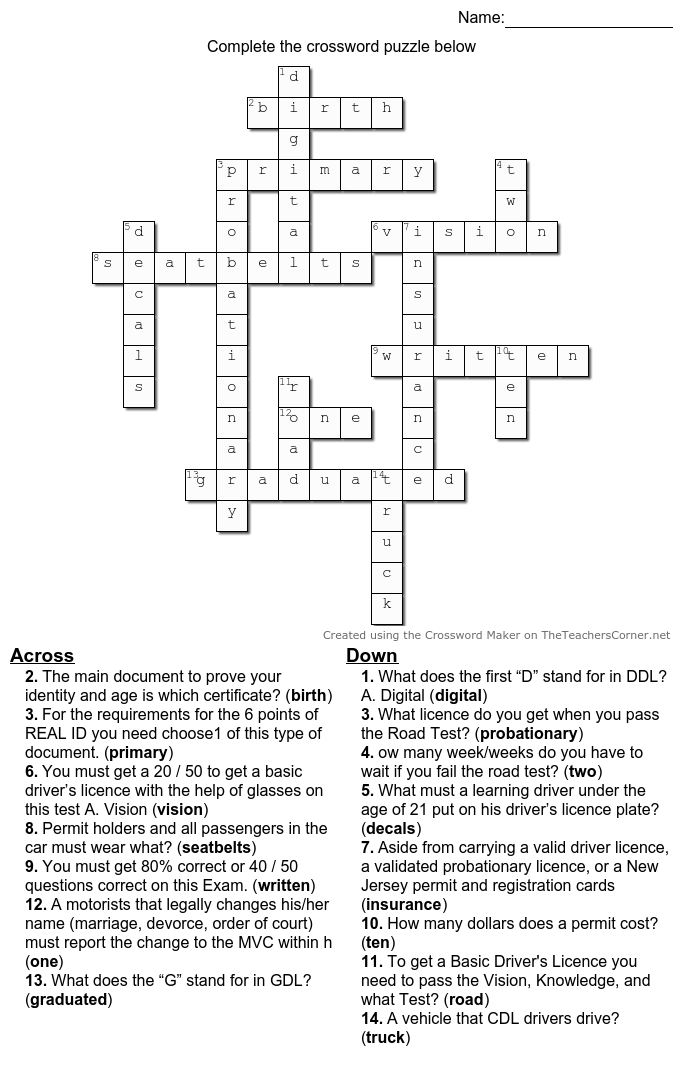 Name:____________________
Complete the crossword puzzle below
1 d
2 b i r t h
g
3 p r i m a r y 4 t
r t w
5 d o a 6 v 7 i s i o n
8 s e a t b e l t s n
c a s
a t u
l i 9 w r i t 10 t e n
s o 11 r a e
n 12 o n e n n
a a c
13 g r a d u a 14 t e d
y r
u
c
k
Created using the Crossword Maker on TheTeachersCorner.net
Across
2. The main document to prove your
identity and age is which certificate? (birth)
3. For the requirements for the 6 points of
REAL ID you need choose1 of this type of
document. (primary)
6. You must get a 20 / 50 to get a basic
driver’s licence with the help of glasses on
this test A. Vision (vision)
8. Permit holders and all passengers in the
car must wear what? (seatbelts)
9. You must get 80% correct or 40 / 50
questions correct on this Exam. (written)
12. A motorists that legally changes his/her
name (marriage, devorce, order of court)
must report the change to the MVC within h
(one)
13. What does the “G” stand for in GDL?
(graduated)
Down
1. What does the first “D” stand for in DDL?
A. Digital (digital)
3. What licence do you get when you pass
the Road Test? (probationary)
4. ow many week/weeks do you have to
wait if you fail the road test? (two)
5. What must a learning driver under the
age of 21 put on his driver’s licence plate?
(decals)
7. Aside from carrying a valid driver licence,
a validated probationary licence, or a New
Jersey permit and registration cards
(insurance)
10. How many dollars does a permit cost?
(ten)
11. To get a Basic Driver's Licence you
need to pass the Vision, Knowledge, and
what Test? (road)
14. A vehicle that CDL drivers drive?
(truck)